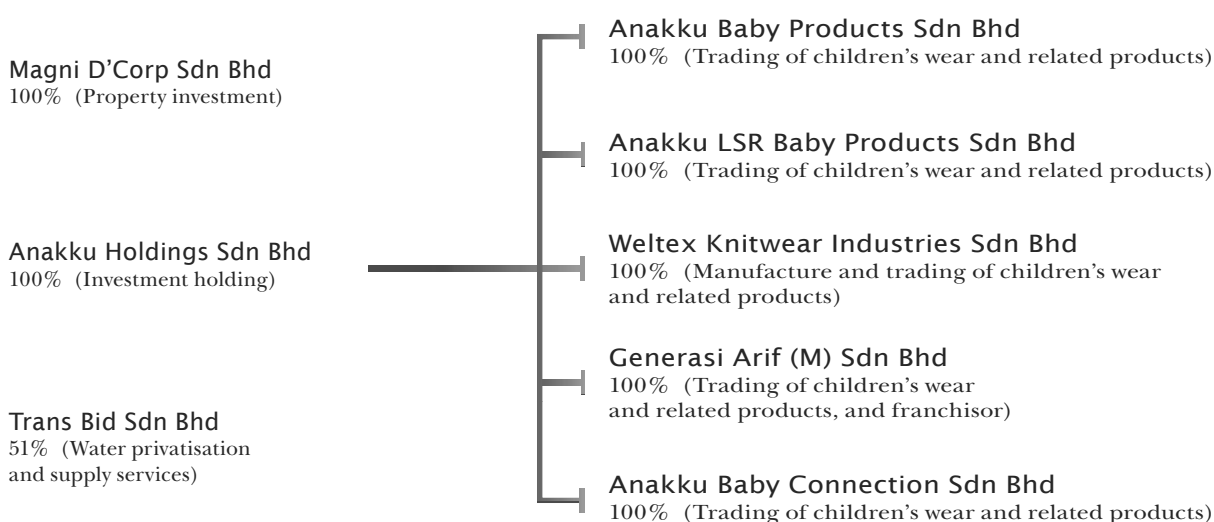 Magni D’Corp Sdn Bhd
100% (Property investment)
Anakku Holdings Sdn Bhd
100% (Investment holding)
Trans Bid Sdn Bhd
51% (Water privatisation
and supply services)
Anakku Baby Products Sdn Bhd
100% (Trading of children’s wear and related products)
Anakku LSR Baby Products Sdn Bhd
100% (Trading of children’s wear and related products)
Weltex Knitwear Industries Sdn Bhd
100% (Manufacture and trading of children’s wear
and related products)
Generasi Arif (M) Sdn Bhd
100% (Trading of children’s wear
and related products, and franchisor)
Anakku Baby Connection Sdn Bhd
100% (Trading of children’s wear and related products)